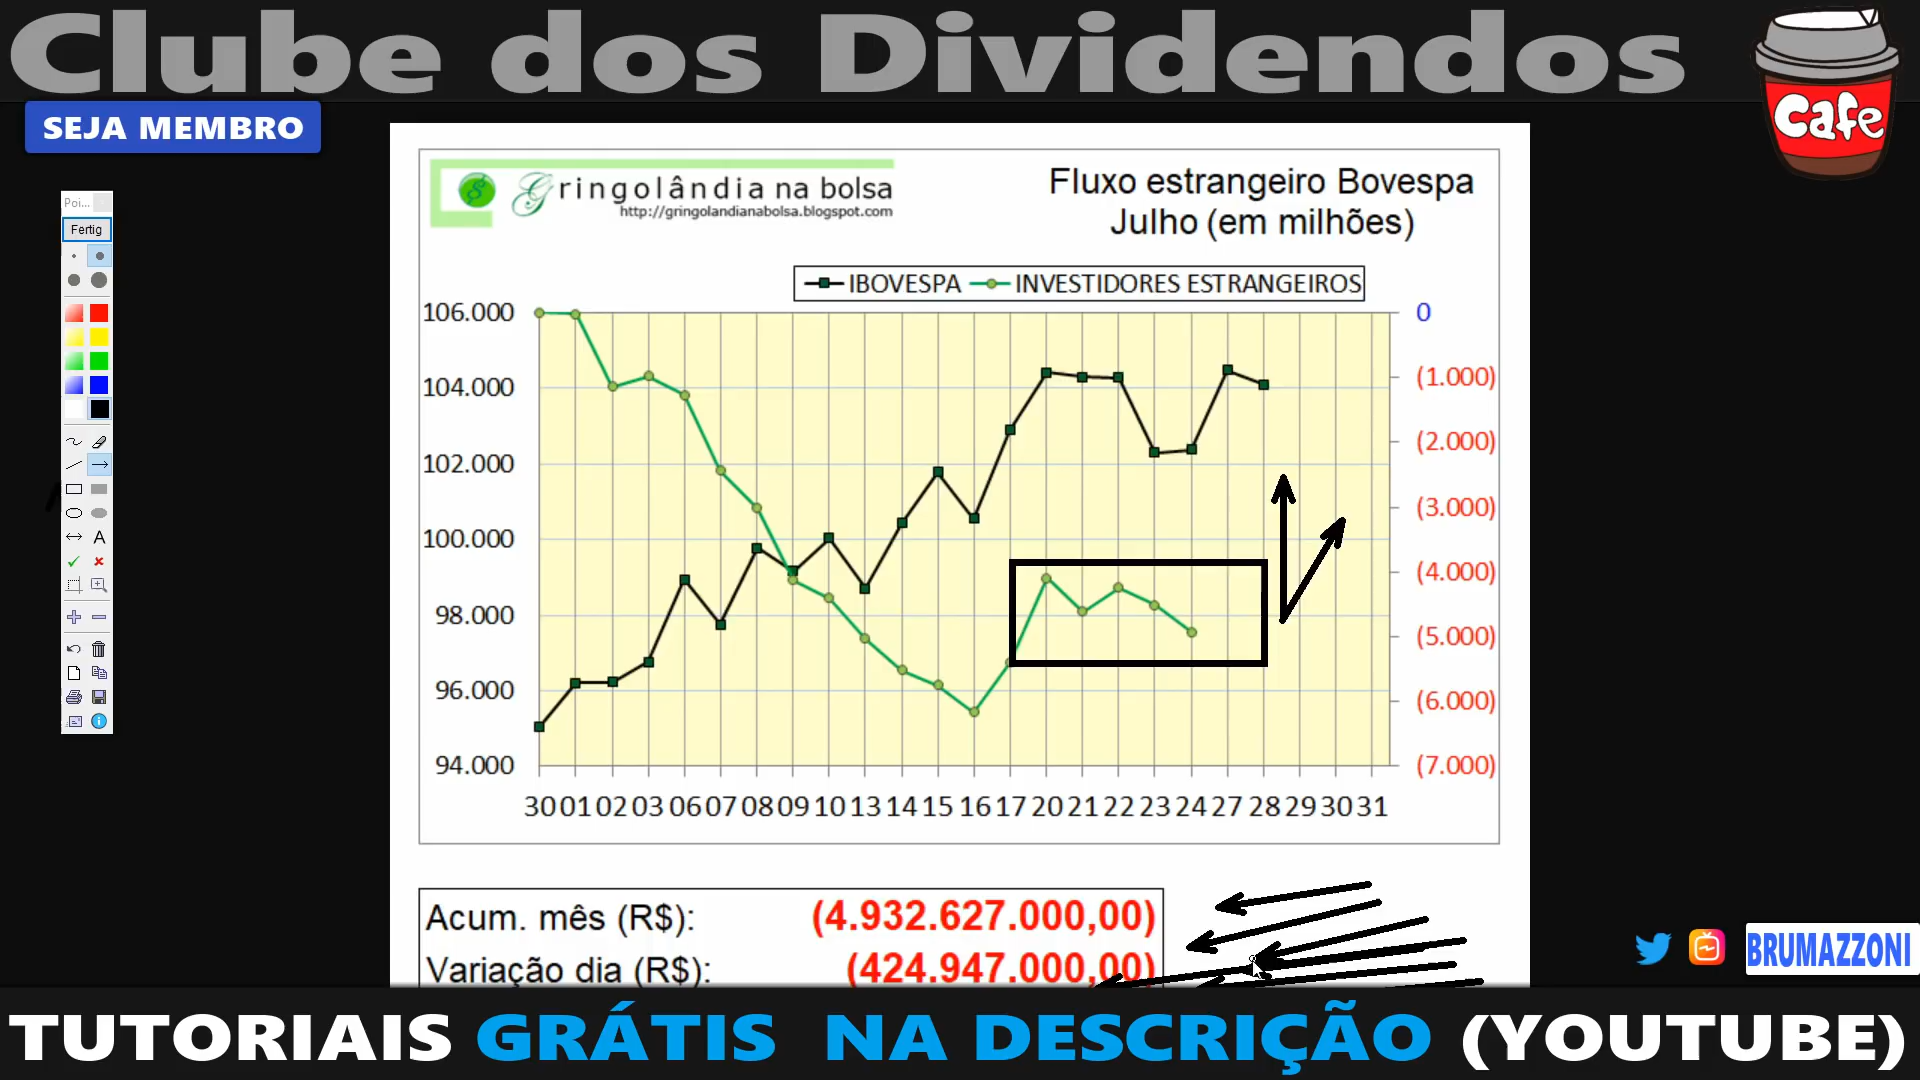 Clube dos Dividendos
SEJA MEMBRO
Cafe
Poi...
Fertig
A
Gringolândia na bolsa
http://gringolandianabolsa.blogspot.com
Fluxo estrangeiro Bovespa
Julho (em milhões)
IBOVESPA INVESTIDORES ESTRANGEIROS
106.000 0
104.000 (1.000)
102.000 (2.000)
100.000 (3.000)
98.000 (4.000)
96.000 (5.000)
94.000 (6.000)
(7.000)
30 01 02 03 06 07 08 09 10 13 14 15 16 17 20 21 22 23 24 27 28 29 30 31
Acum. mês (R$): (4.932.627.000,00)
Variação dia (R$): (424.947.000,00)
BRUMAZZONI
TUTORIAIS GRÁTIS NA DESCRIÇÃO (YOUTUBE)